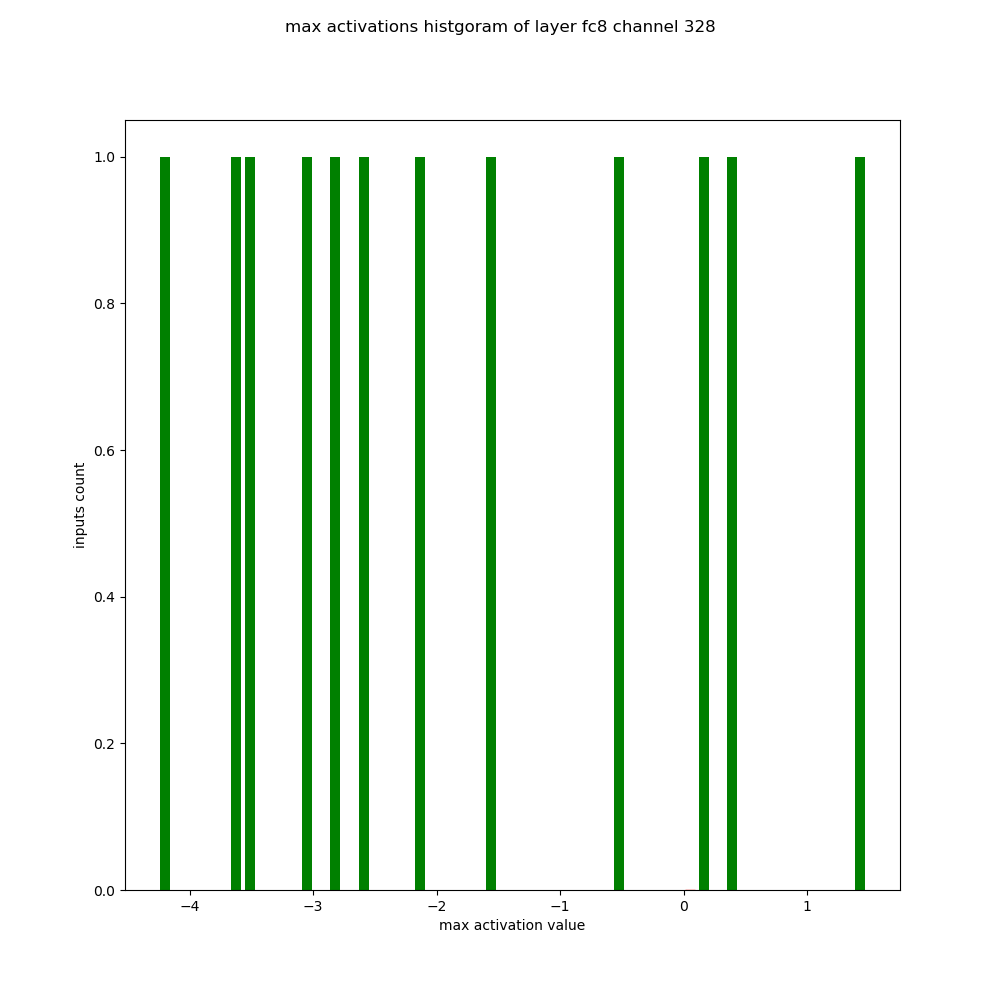 max activations histgoram of layer fc8 channel 328
1.0
0.8
0.6
0.4
0.2
0.0
inputs count
−4 −3 −2 −1 0 1
max activation value